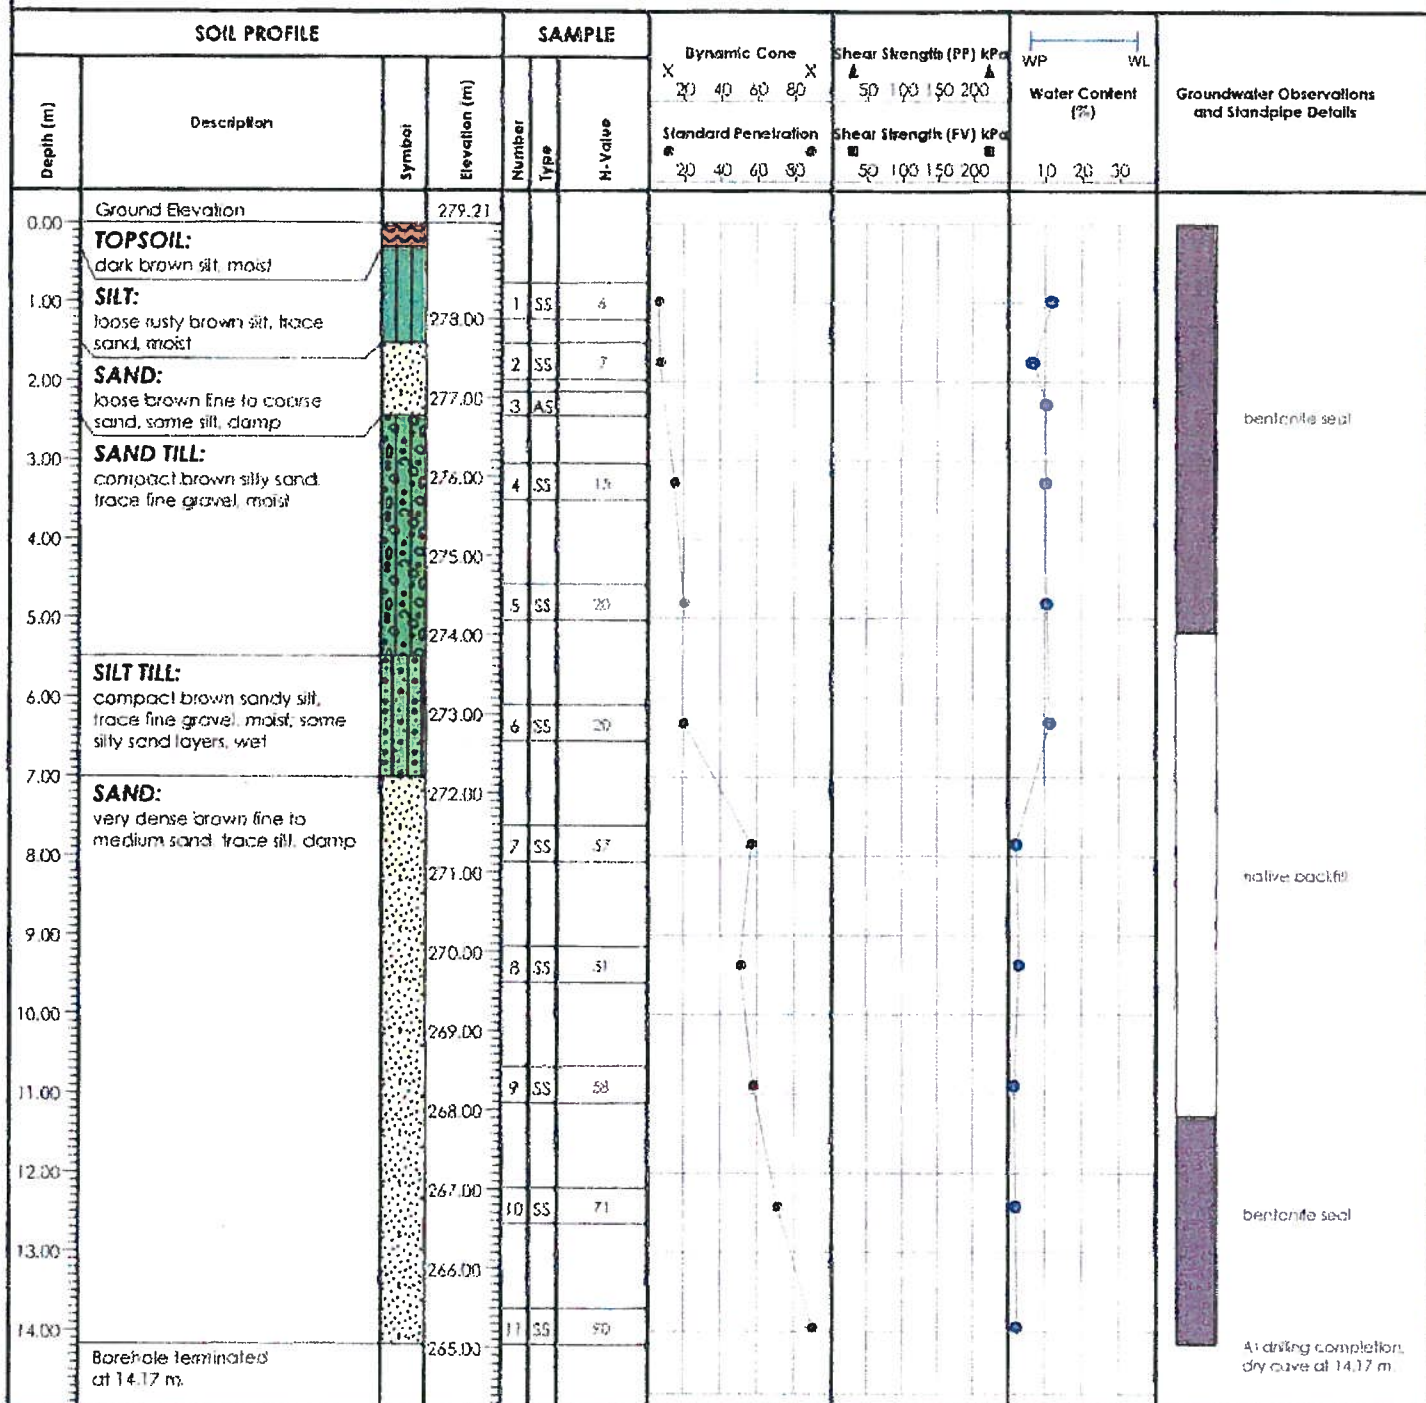 SOIL PROFILE
SAMPLE
Depth (m)
Description
Symbol
Elevation (m)
Number
Type
N-Value
Dynamic Cone
X X
20 40 60 80
Standard Penetration
20 40 60 80
Shear Strength (PP) kPa
50 100 150 200
Shear Strength (FV) kPa
50 100 150 200
WP WL
Water Content
(%)
10 20 30
Groundwater Observations
and Standpipe Details
Ground Elevation
279.21
0.00
TOPSOIL:
dark brown silt, moist
1.00
SILT:
loose rusty brown silt, trace
sand, moist
278.00
1 SS 6
2 SS 7
2.00
SAND:
loose brown fine to coarse
sand, some silt, damp
277.00
3 AS
bentonite seal
3.00
SAND TILL:
compact brown silty sand,
trace fine gravel, moist
276.00
4 SS 15
4.00
275.00
5 SS 20
5.00
274.00
SILT TILL:
compact brown sandy silt,
trace fine gravel, moist; some
silty sand layers, wet
6.00
273.00
6 SS 20
7.00
SAND:
very dense brown fine to
medium sand, trace silt, damp
272.00
7 SS 57
8.00
271.00
native backfill
9.00
270.00
8 SS 51
10.00
269.00
9 SS 58
11.00
268.00
12.00
267.00
10 SS 71
bentonite seal
13.00
266.00
11 SS 90
14.00
265.00
Borehole terminated
at 14.17 m.
At drilling completion,
dry cave at 14.17 m.